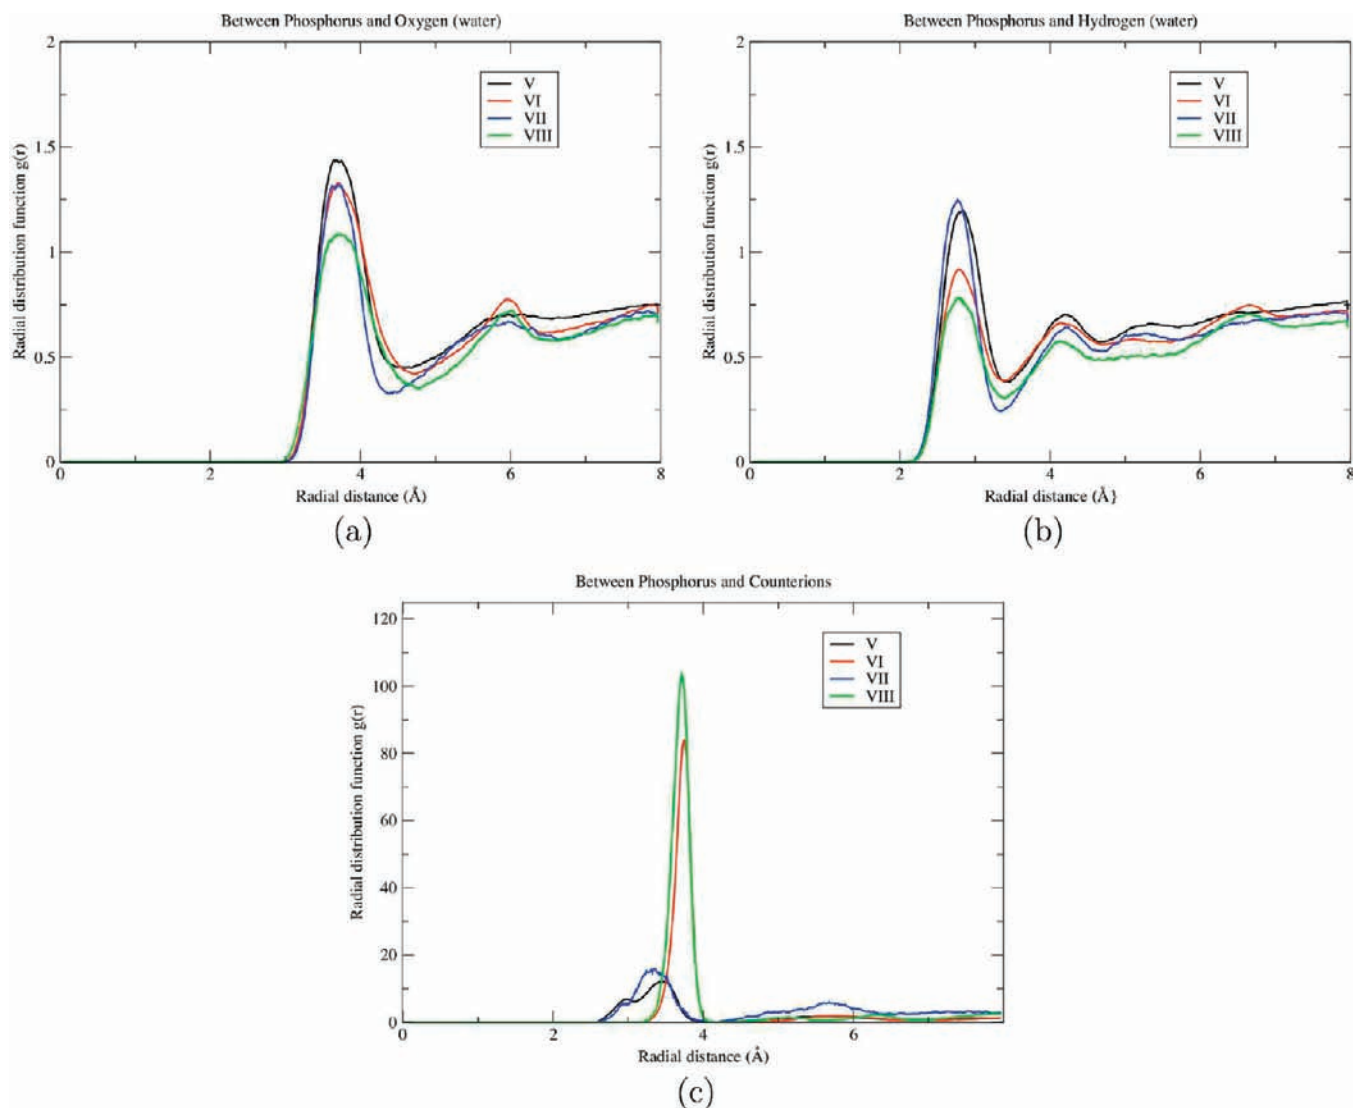 Between Phosphorus and Oxygen (water)
Radial distribution function g(r)
2
1.5
1
0.5
0
V
VI
VII
VIII
0 2 4 6 8
Radial distance (Å)
(a)
Between Phosphorus and Hydrogen (water)
Radial distribution function g(r)
2
1.5
1
0.5
0
V
VI
VII
VIII
0 2 4 6 8
Radial distance (Å}
(b)
Between Phosphorus and Counterions
Radial distribution function g(r)
120
100
80
60
40
20
0
V
VI
VII
VIII
0 2 4 6
Radial distance (Å)
(c)